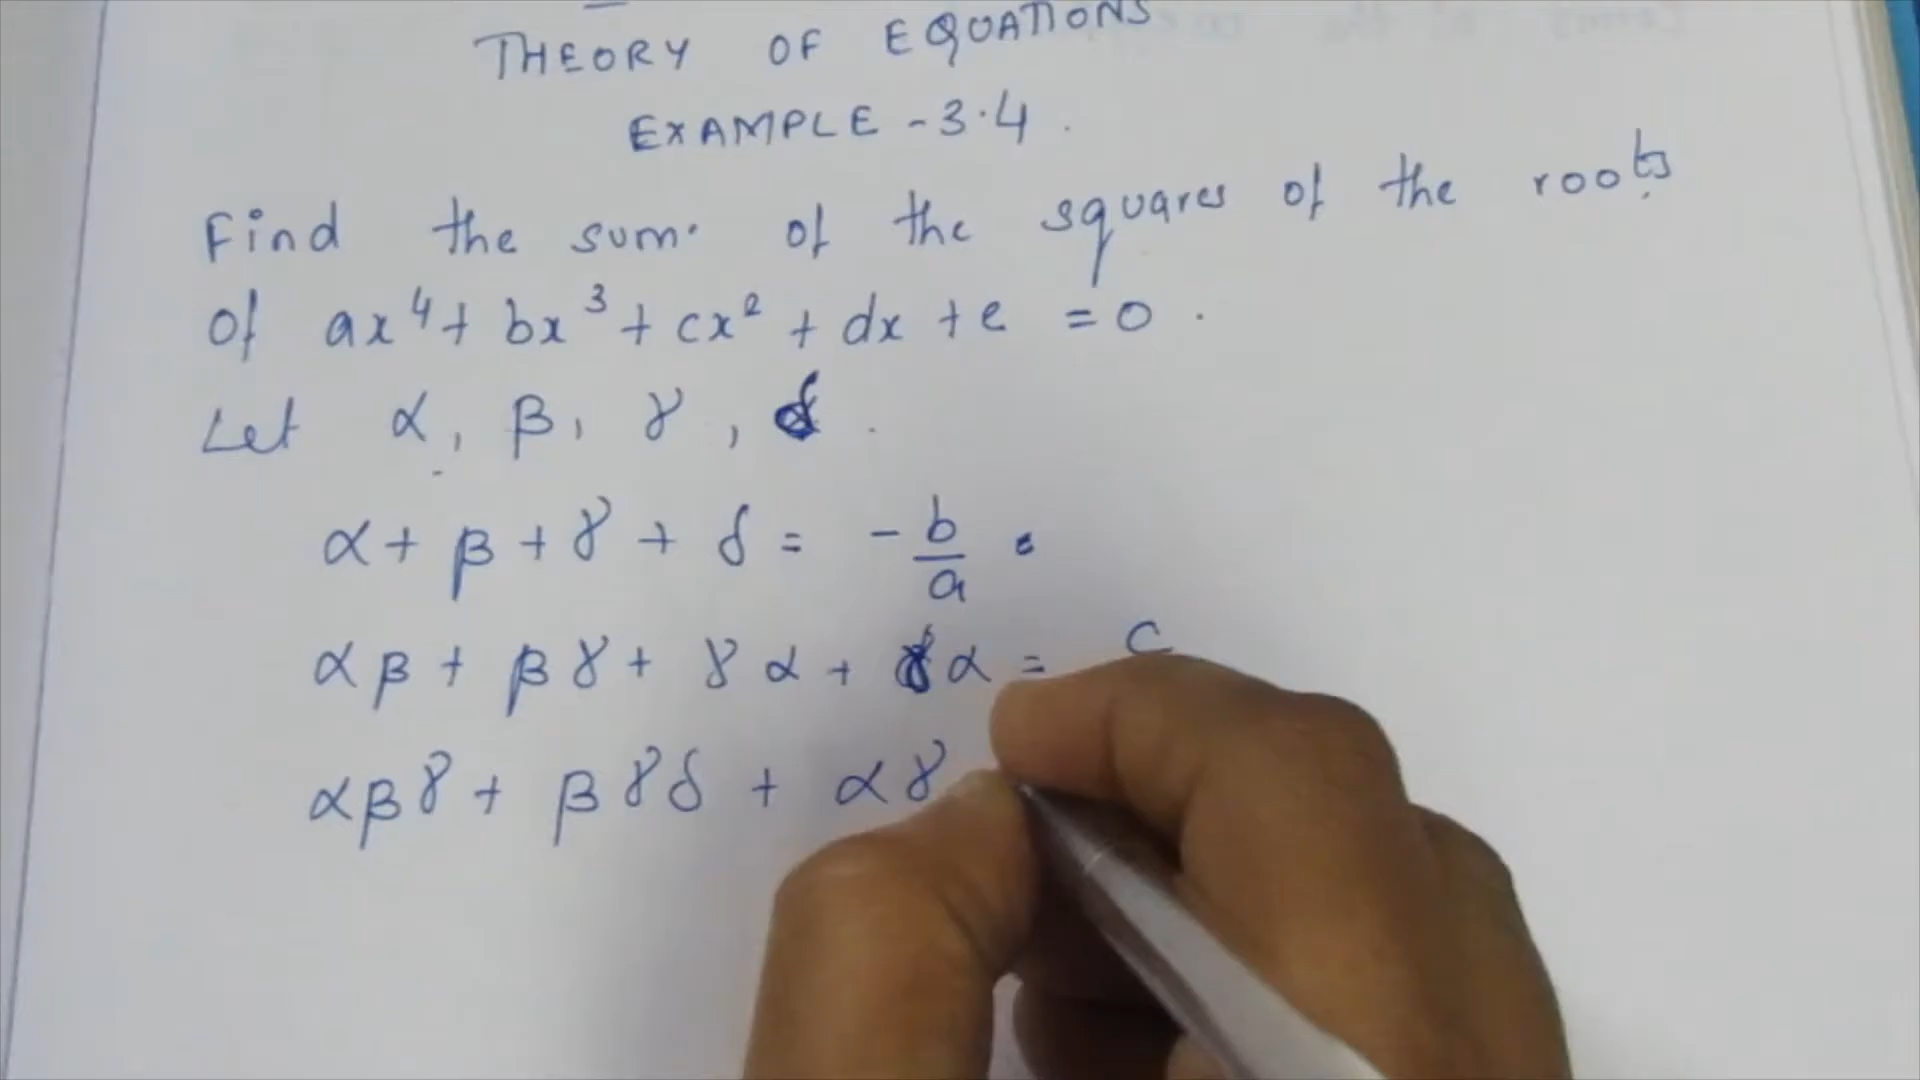 THEORY OF EQUATIONS
EXAMPLE - 3.4.
Find the sum. of the squares of the roots
of ax⁴ + bx³ + cx² + dx + e = 0.
Let α, β, γ, δ.
α + β + γ + δ = - b/a.
αβ + βγ + γα + δα = c
αβγ + βγδ + αγ